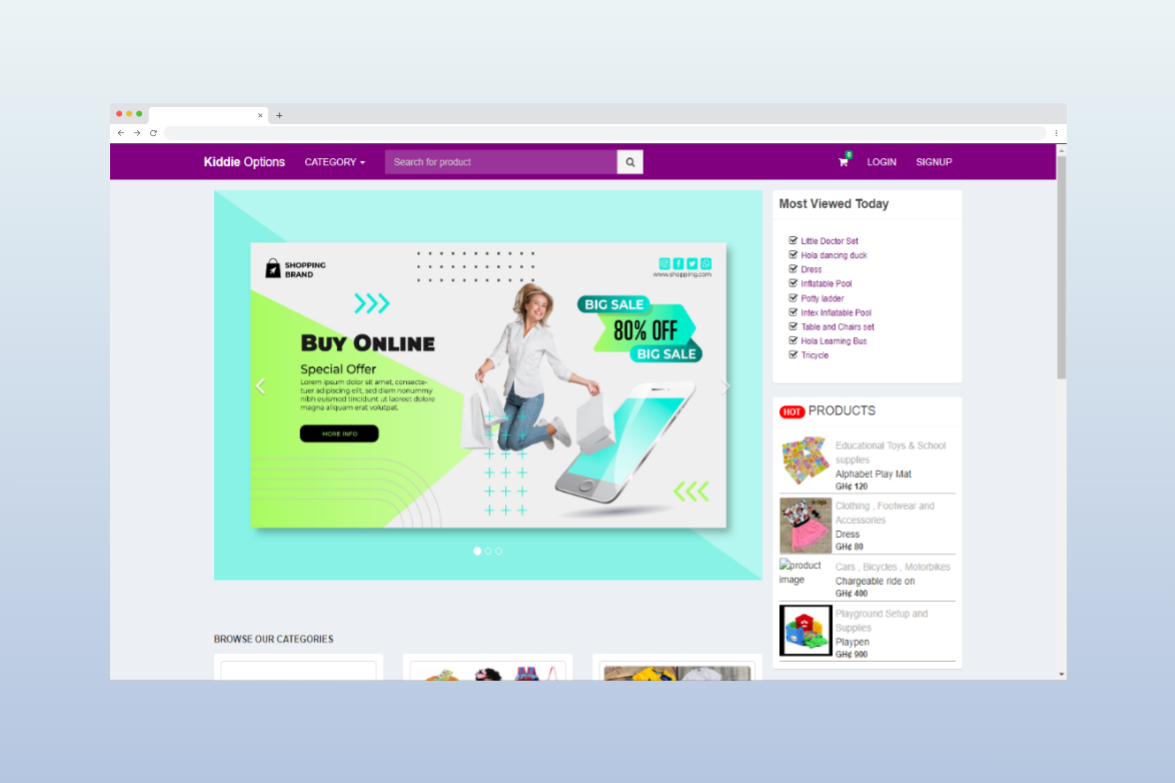 Kiddie Options
CATEGORY
Search for product
LOGIN
SIGNUP
SHOPPING
BRAND
www.shopping.com
BUY ONLINE
Special Offer
Lorem ipsum dolor sit amet, consecte-
tuer adipiscing elit, sed diem nonummy
nibh euismod tincidunt ut laoreet dolore
magna aliquam erat volutpat.
MORE INFO
BIG SALE
80% OFF
BIG SALE
BROWSE OUR CATEGORIES
Most Viewed Today
Little Doctor Set
Hola dancing duck
Dress
Inflatable Pool
Potty ladder
Intex Inflatable Pool
Table and Chairs set
Hola Learning Bus
Tricycle
HOT PRODUCTS
Educational Toys & School
supplies
Alphabet Play Mat
GH¢ 120
Clothing , Footwear and
Accessories
Dress
GH¢ 80
product
image
Cars , Bicycles , Motorbikes
Chargeable ride on
GH¢ 400
Playground Setup and
Supplies
Playpen
GH¢ 900